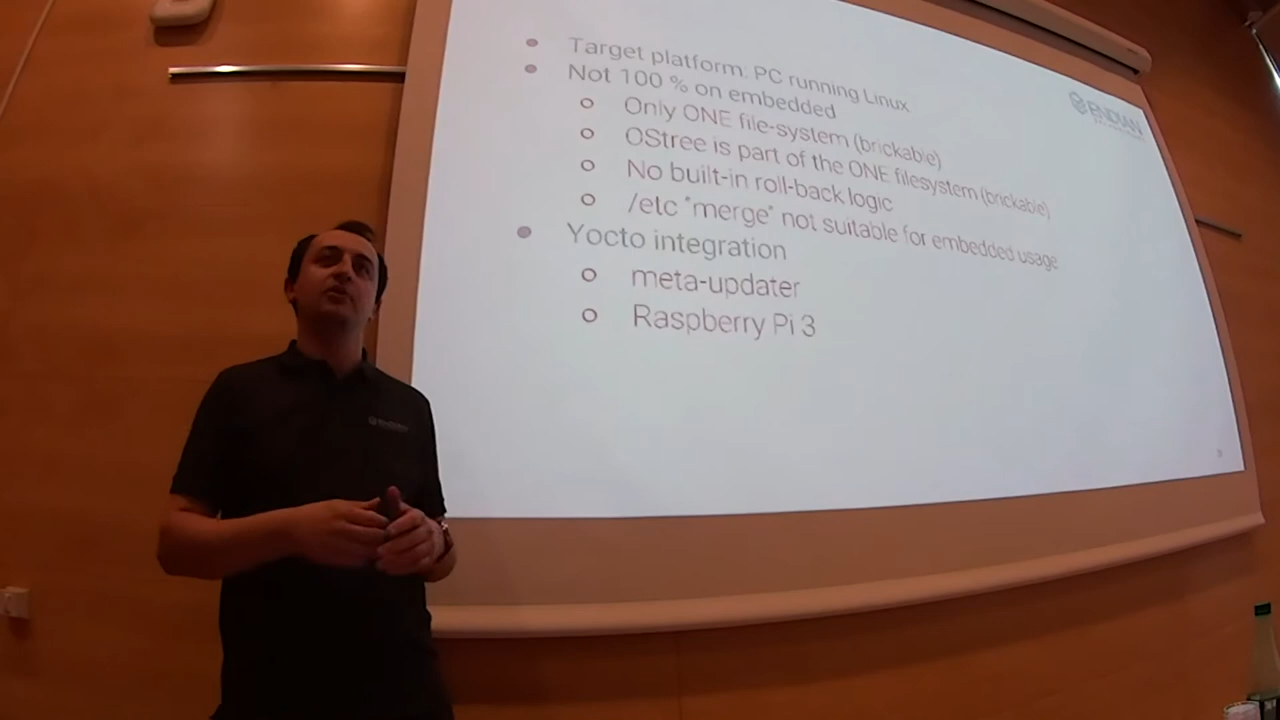 Target platform: PC running Linux
Not 100 % on embedded
Only ONE file-system (brickable)
OStree is part of the ONE filesystem (brickable)
No built-in roll-back logic
/etc "merge" not suitable for embedded usage
Yocto integration
meta-updater
Raspberry Pi 3
ENDIAN